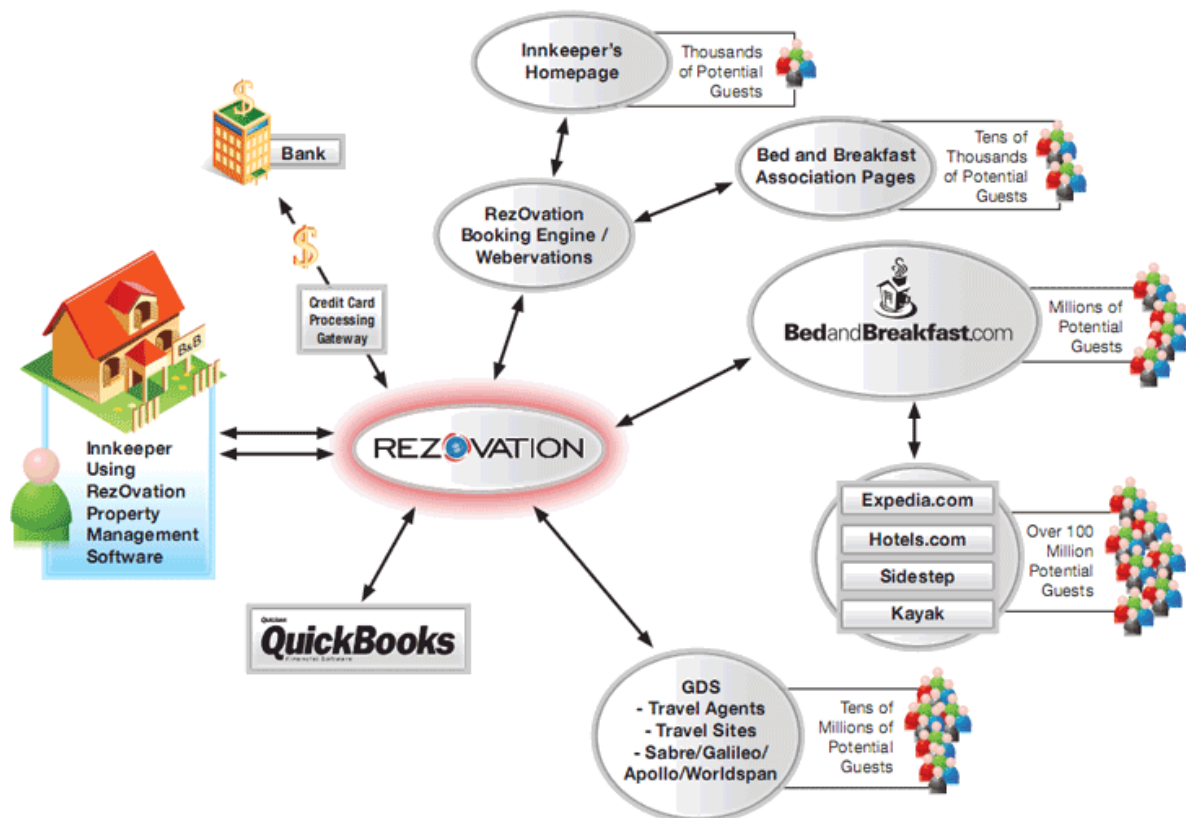 Innkeeper's
Homepage
Thousands
of Potential
Guests
$
Bank
Bed and Breakfast
Association Pages
Tens of
Thousands
of Potential
Guests
RezOvation
Booking Engine /
Webervations
$
Credit Card
Processing
Gateway
BedandBreakfast.com
Millions of
Potential
Guests
B&B
Innkeeper
Using
RezOvation
Property
Management
Software
REZOVATION
Expedia.com
Hotels.com
Sidestep
Kayak
Over 100
Million
Potential
Guests
QuickBooks
Financial Software
GDS
- Travel Agents
- Travel Sites
- Sabre/Galileo/
Apollo/Worldspan
Tens of
Millions of
Potential
Guests